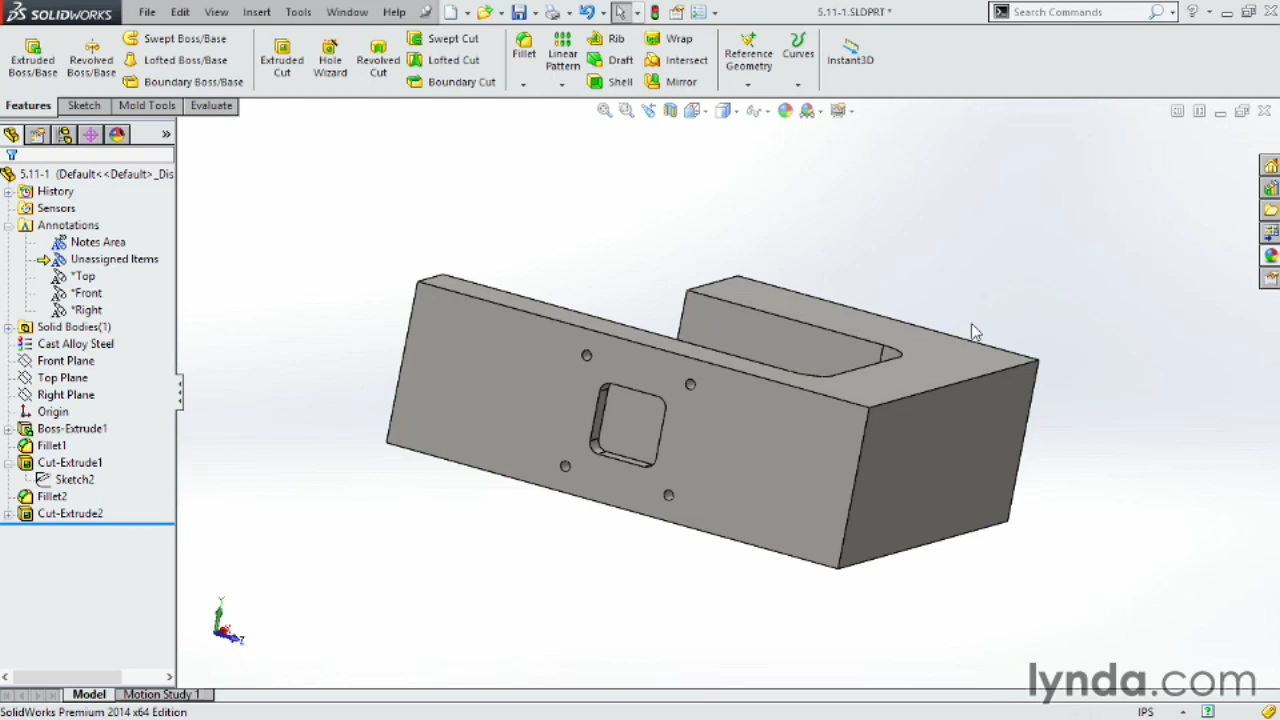 SOLIDWORKS File Edit View Insert Tools Window Help 5.11-1.SLDPRT * Search Commands
Extruded Boss/Base
Revolved Boss/Base
Swept Boss/Base
Lofted Boss/Base
Boundary Boss/Base
Extruded Cut
Hole Wizard
Revolved Cut
Swept Cut
Lofted Cut
Boundary Cut
Fillet
Linear Pattern
Rib
Draft
Shell
Wrap
Intersect
Mirror
Reference Geometry
Curves
Instant3D
Features Sketch Mold Tools Evaluate
5.11-1 (Default<<Default>_Dis
History
Sensors
Annotations
Notes Area
Unassigned Items
*Top
*Front
*Right
Solid Bodies(1)
Cast Alloy Steel
Front Plane
Top Plane
Right Plane
Origin
Boss-Extrude1
Fillet1
Cut-Extrude1
Sketch2
Fillet2
Cut-Extrude2
Y
Z
lynda.com
Model Motion Study 1
SolidWorks Premium 2014 x64 Edition IPS